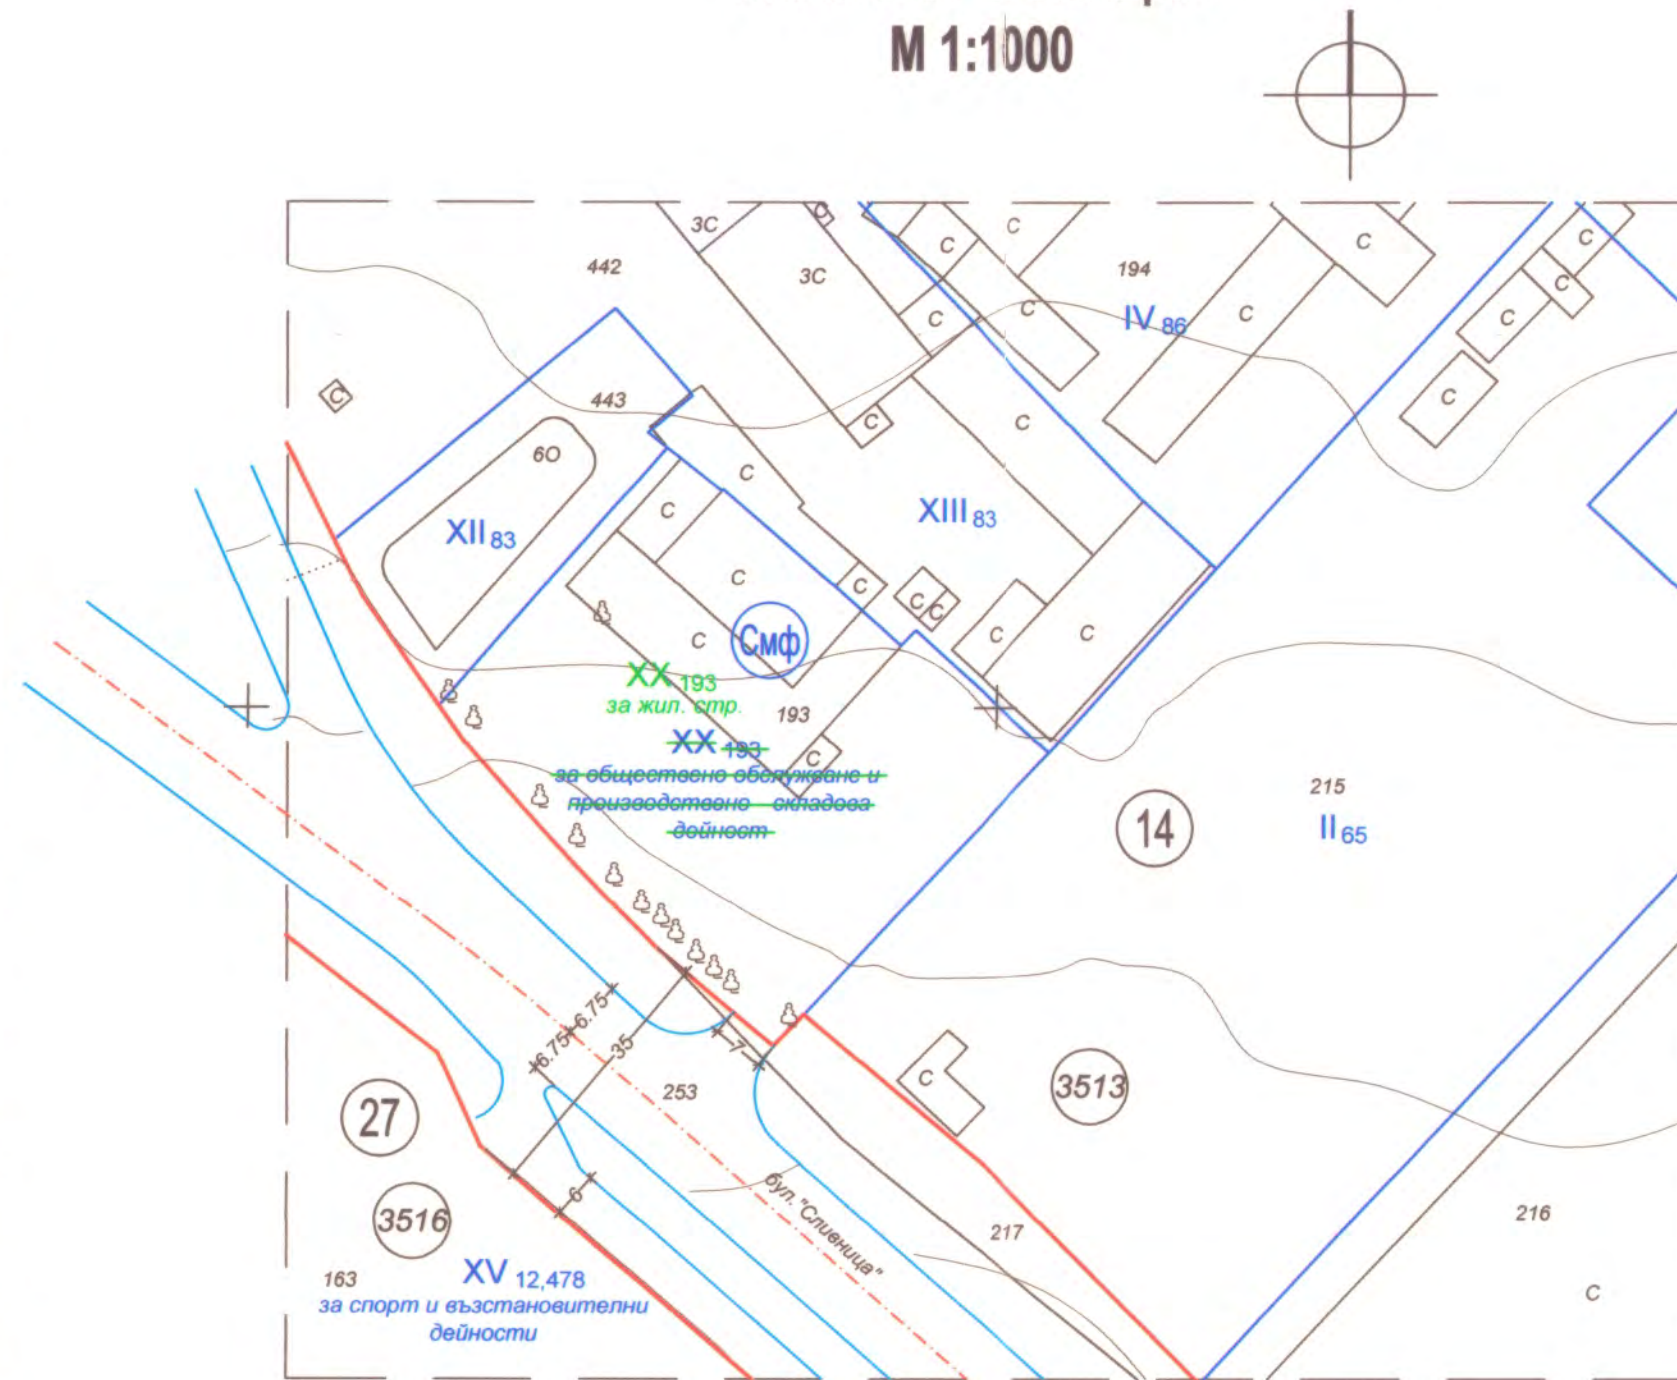 М 1:1000
3С
С
442
3С
С
С
194
С
С
С
С
С
С
IV 86
С
С
С
С
443
С
С
С
6О
С
XII 83
С
XIII 83
С
С
С
С
С
С
С
Смф
С
XX 193
за жил. стр.
193
XX 193
С
за обществено обслужване и
производствено - складова
дейност
215
14
II 65
6.75
6.75
35
7
253
С
3513
27
6
3516
бул. "Сливница"
217
216
163
XV 12,478
за спорт и възстановителни
дейности
С